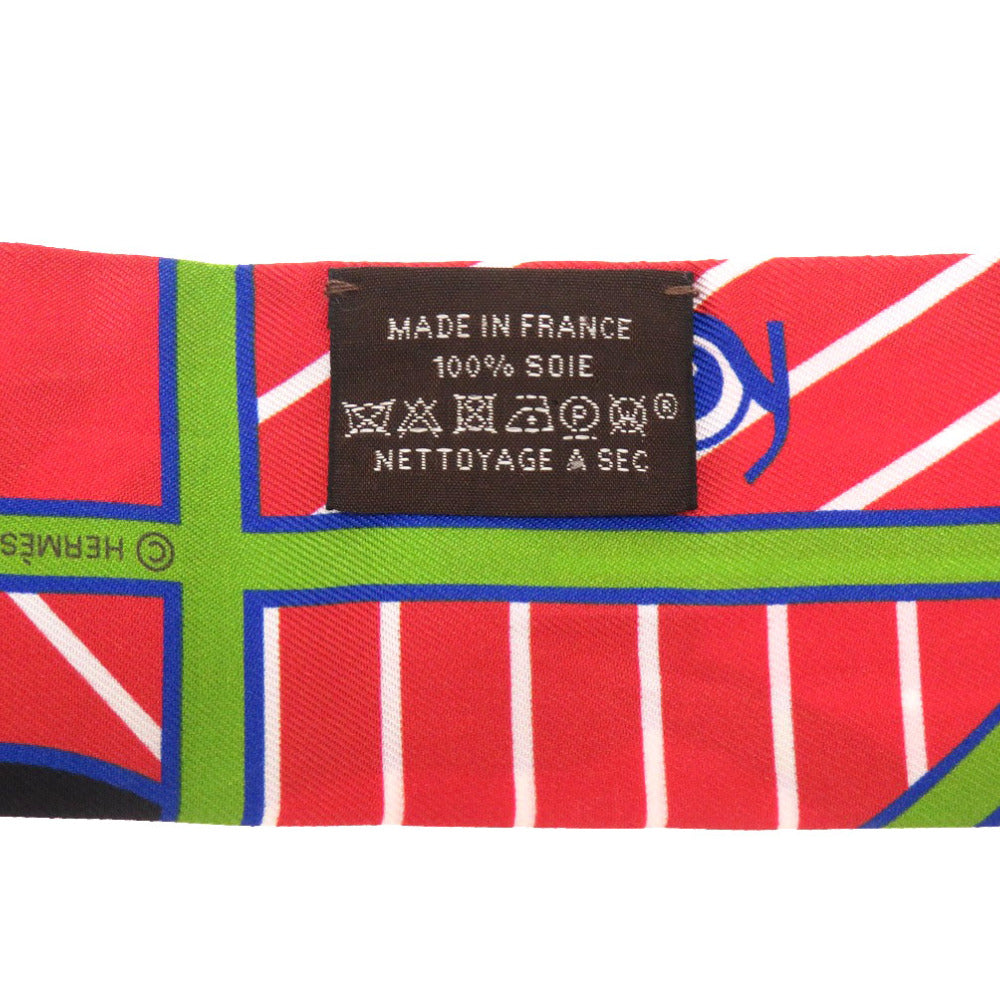 MADE IN FRANCE
100% SOIE
®
NETTOYAGE A SEC
© HERMÈS